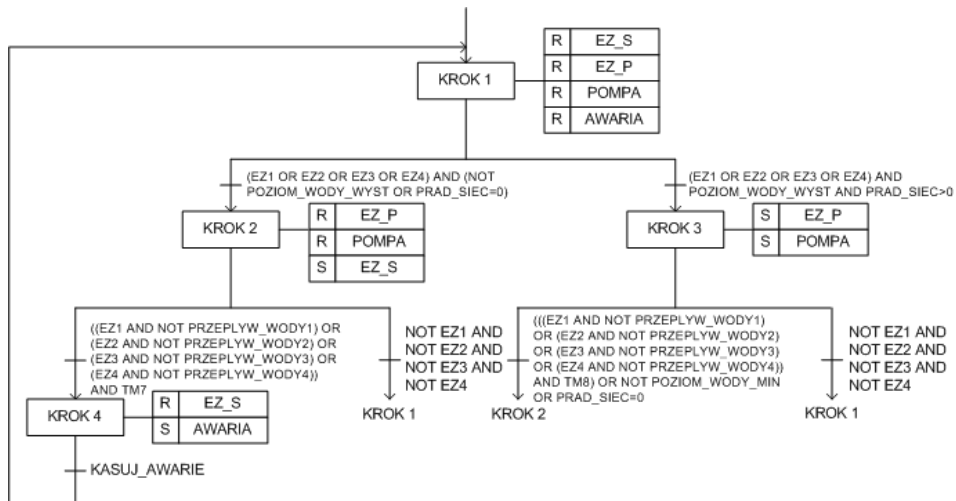 R EZ_S
R EZ_P
KROK 1
R POMPA
R AWARIA
(EZ1 OR EZ2 OR EZ3 OR EZ4) AND (NOT
POZIOM_WODY_WYST OR PRAD_SIEC=0)
(EZ1 OR EZ2 OR EZ3 OR EZ4) AND
POZIOM_WODY_WYST AND PRAD_SIEC>0
KROK 2
R EZ_P
R POMPA
S EZ_S
KROK 3
S EZ_P
S POMPA
((EZ1 AND NOT PRZEPLYW_WODY1) OR
(EZ2 AND NOT PRZEPLYW_WODY2) OR
(EZ3 AND NOT PRZEPLYW_WODY3) OR
(EZ4 AND NOT PRZEPLYW_WODY4))
AND TM7
NOT EZ1 AND
NOT EZ2 AND
NOT EZ3 AND
NOT EZ4
(((EZ1 AND NOT PRZEPLYW_WODY1)
OR (EZ2 AND NOT PRZEPLYW_WODY2)
OR (EZ3 AND NOT PRZEPLYW_WODY3)
OR (EZ4 AND NOT PRZEPLYW_WODY4))
AND TM8) OR NOT POZIOM_WODY_MIN
OR PRAD_SIEC=0
NOT EZ1 AND
NOT EZ2 AND
NOT EZ3 AND
NOT EZ4
KROK 4
R EZ_S
S AWARIA
KROK 1
KROK 2
KROK 1
KASUJ_AWARIE